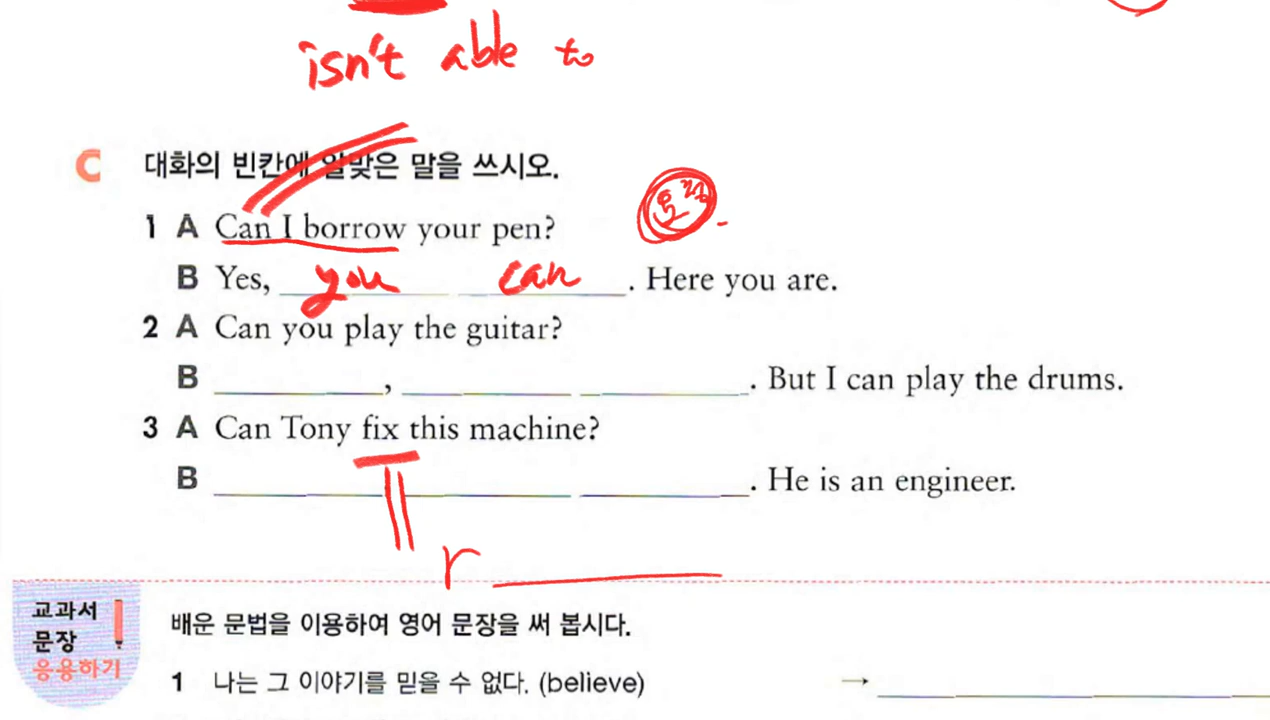 isn't able to
C 대화의 빈칸에 알맞은 말을 쓰시오.
1 A Can I borrow your pen?
B Yes, you can. Here you are.
2 A Can you play the guitar?
B ________, ________ ________. But I can play the drums.
3 A Can Tony fix this machine?
B ________ ________ ________. He is an engineer.
r ________
교과서
문장
응용하기
배운 문법을 이용하여 영어 문장을 써 봅시다.
1 나는 그 이야기를 믿을 수 없다. (believe) → ________